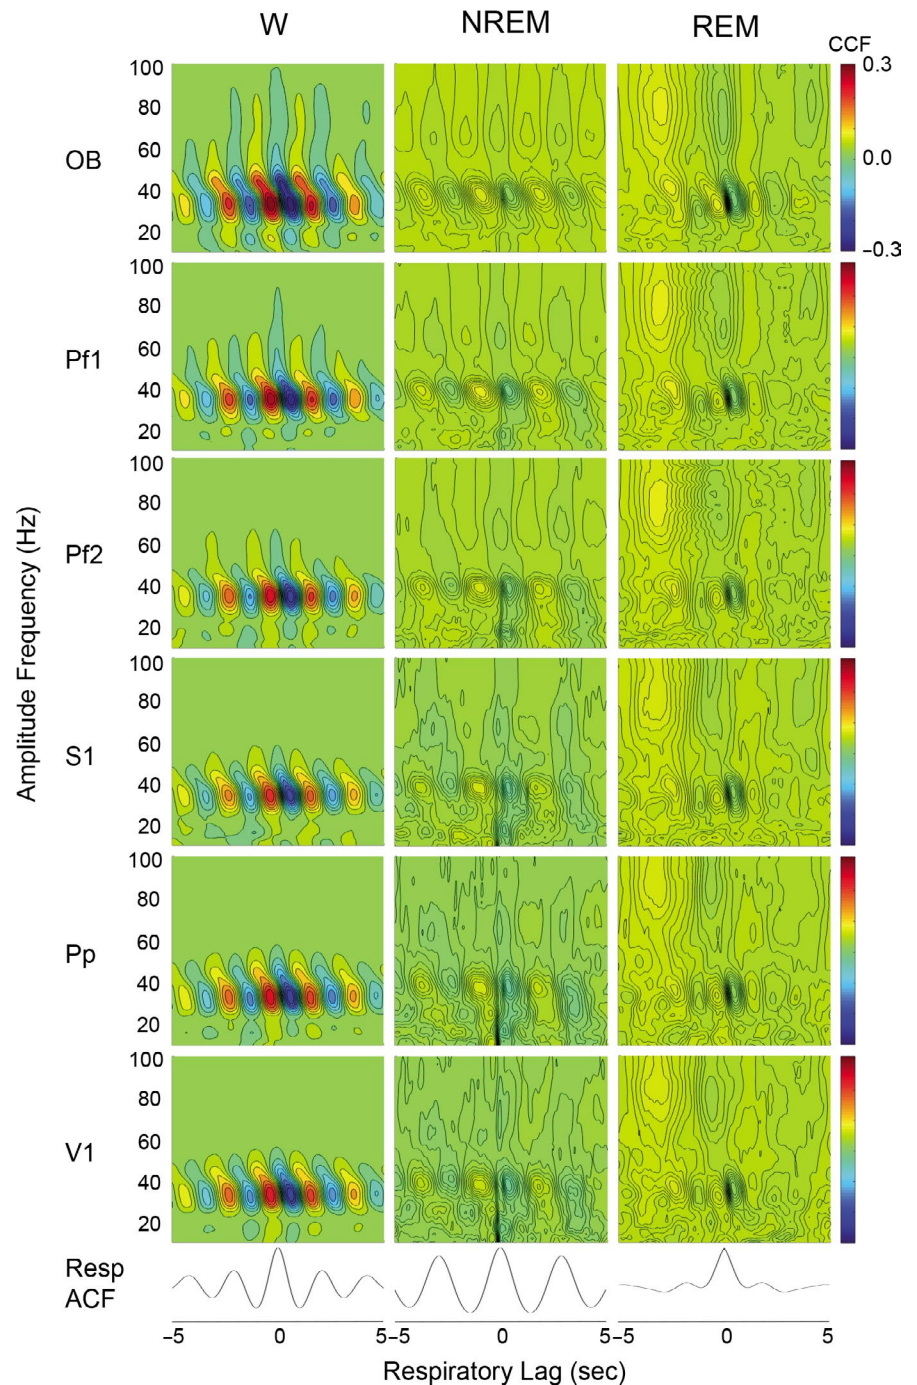 W NREM REM
CCF
OB
100
80
60
40
20
0.3
0.0
−0.3
Pf1
100
80
60
40
20
Pf2
100
80
60
40
20
S1
100
80
60
40
20
Pp
100
80
60
40
20
V1
100
80
60
40
20
Amplitude Frequency (Hz)
Resp
ACF
−5 0 5 −5 0 5 −5 0 5
Respiratory Lag (sec)